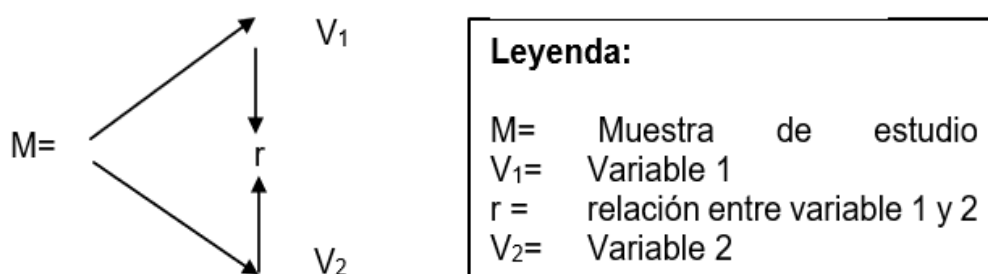 V₁
M=
r
V₂
Leyenda:
M= Muestra de estudio
V₁= Variable 1
r = relación entre variable 1 y 2
V₂= Variable 2